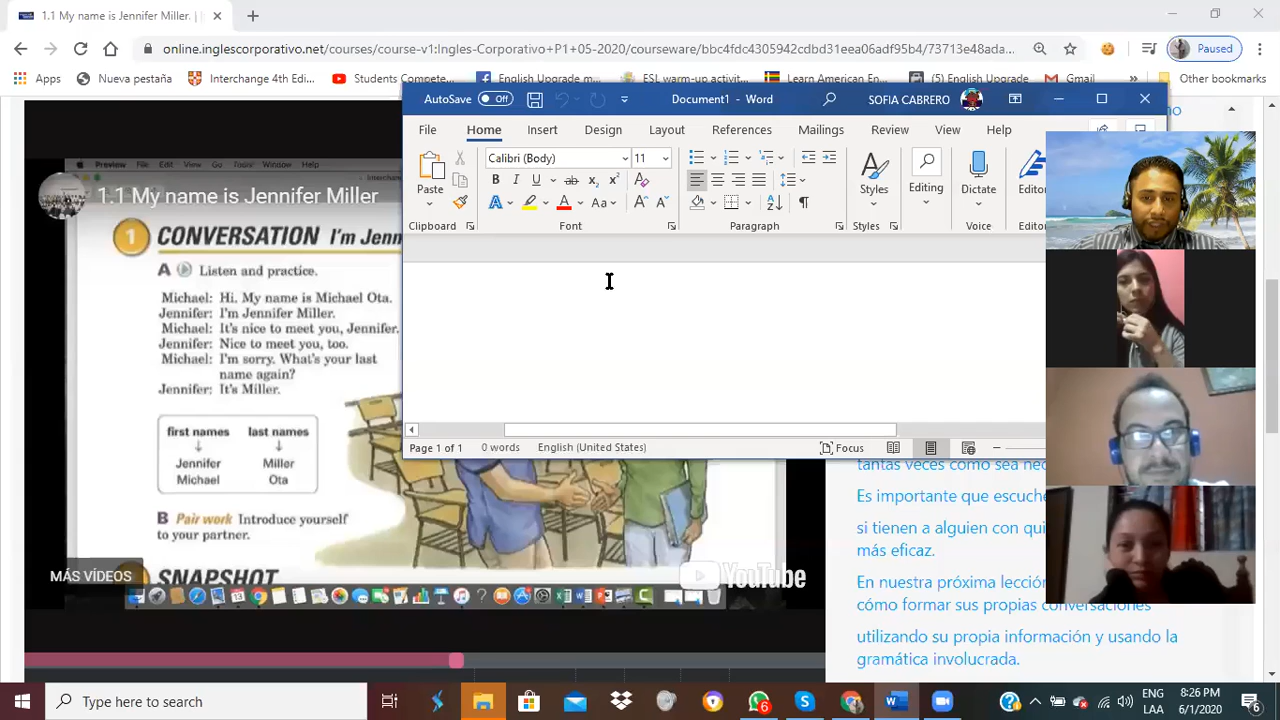 1.1 My name is Jennifer Miller. |
online.inglescorporativo.net/courses/course-v1:Ingles-Corporativo+P1+05-2020/courseware/bbc4fdc4305942cdbd31eea06adf95b4/73713e48ada...
Paused
Apps
Nueva pestaña
Interchange 4th Edi...
Students Compete...
English Upgrade m...
ESL warm-up activit...
Learn American En...
(5) English Upgrade
Gmail
Other bookmarks
AutoSave Off
Document1 - Word
SOFIA CABRERO
File Home Insert Design Layout References Mailings Review View Help
Paste
Calibri (Body) 11
Styles
Editing
Dictate
Editor
Clipboard
Font
Paragraph
Styles
Voice
Page 1 of 1
0 words
English (United States)
Focus
Preview File Edit View Go Tools Window Help
1.1 My name is Jennifer Miller
1 CONVERSATION I'm Jenn
A Listen and practice.
Michael: Hi. My name is Michael Ota.
Jennifer: I'm Jennifer Miller.
Michael: It's nice to meet you, Jennifer.
Jennifer: Nice to meet you, too.
Michael: I'm sorry. What's your last
name again?
Jennifer: It's Miller.
first names last names
Jennifer Miller
Michael Ota
B Pair work Introduce yourself
to your partner.
SNAPSHOT
MÁS VÍDEOS
YouTube
tantas veces como sea
Es importante que escuche
si tienen a alguien con
más eficaz.
En nuestra próxima
cómo formar sus propias conversaciones
utilizando su propia información y usando la
gramática involucrada.
Type here to search
6
ENG
LAA
8:26 PM
6/1/2020
6